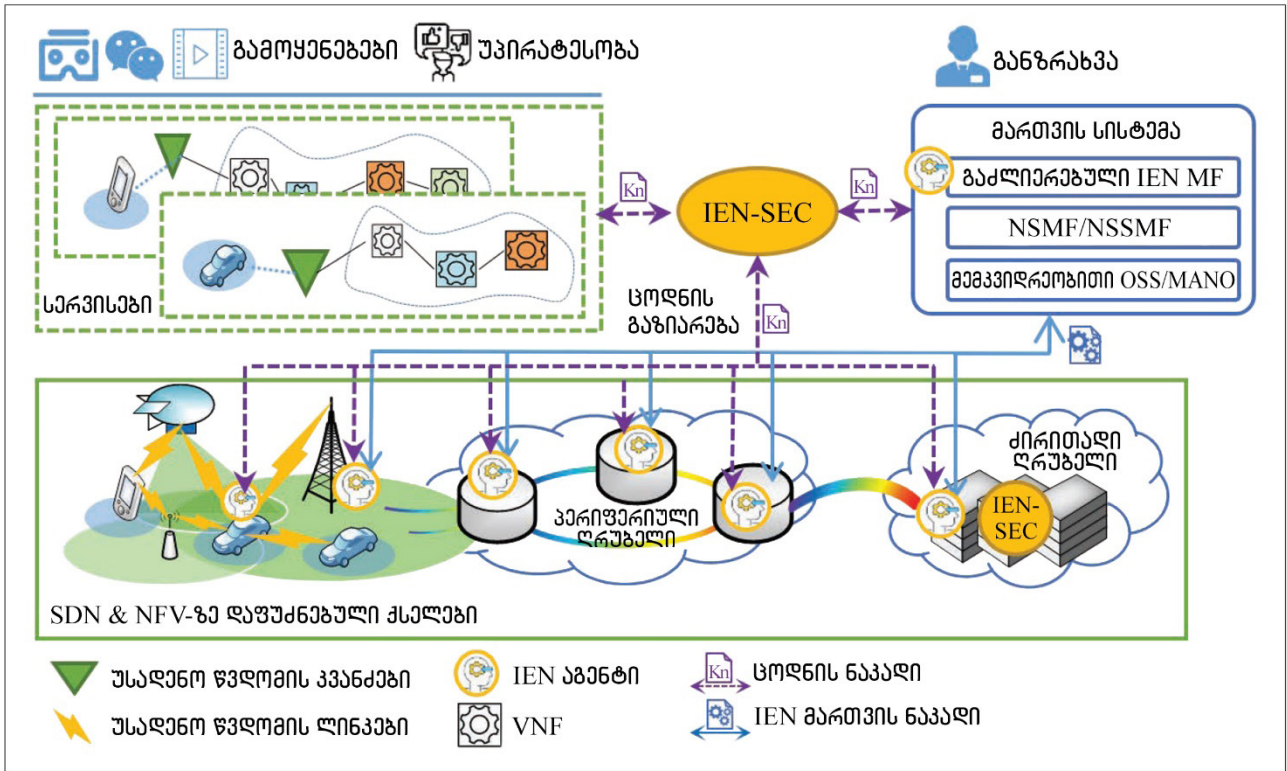 გამოყენებები
უპირატესობა
განზრახვა
მართვის სისტემა
გაძლიერებული IEN MF
NSMF/NSSMF
მემკვიდრეობითი OSS/MANO
Kn
IEN-SEC
Kn
სერვისები
ცოდნის
გაზიარება
Kn
ძირითადი
ღრუბელი
IEN-
SEC
პერიფერიული
ღრუბელი
SDN & NFV-ზე დაფუძნებული ქსელები
უსადენო წვდომის კვანძები
IEN აგენტი
Kn
ცოდნის ნაკადი
უსადენო წვდომის ლინკები
VNF
IEN მართვის ნაკადი